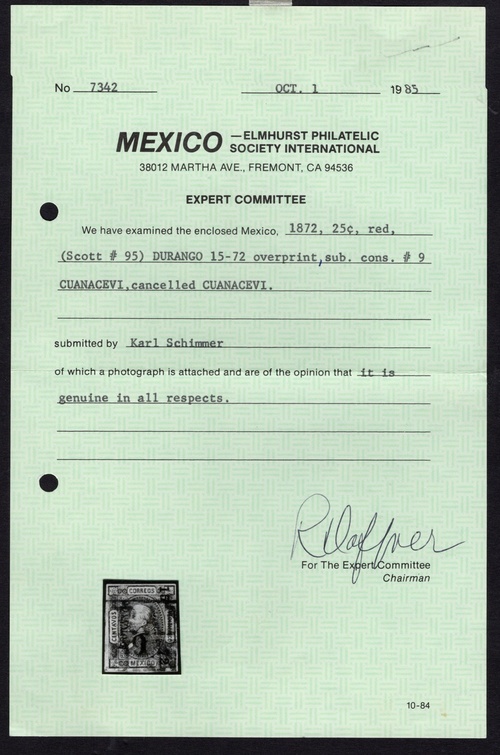 No 7342 OCT. 1 1985
MEXICO —ELMHURST PHILATELIC
SOCIETY INTERNATIONAL
38012 MARTHA AVE., FREMONT, CA 94536
EXPERT COMMITTEE
We have examined the enclosed Mexico, 1872, 25¢, red,
(Scott # 95) DURANGO 15-72 overprint,sub. cons. # 9
CUANACEVI,cancelled CUANACEVI.
submitted by Karl Schimmer
of which a photograph is attached and are of the opinion that it is
genuine in all respects.
For The Expert Committee
Chairman
CORREOS
CENTAVOS
MEXICO
10-84